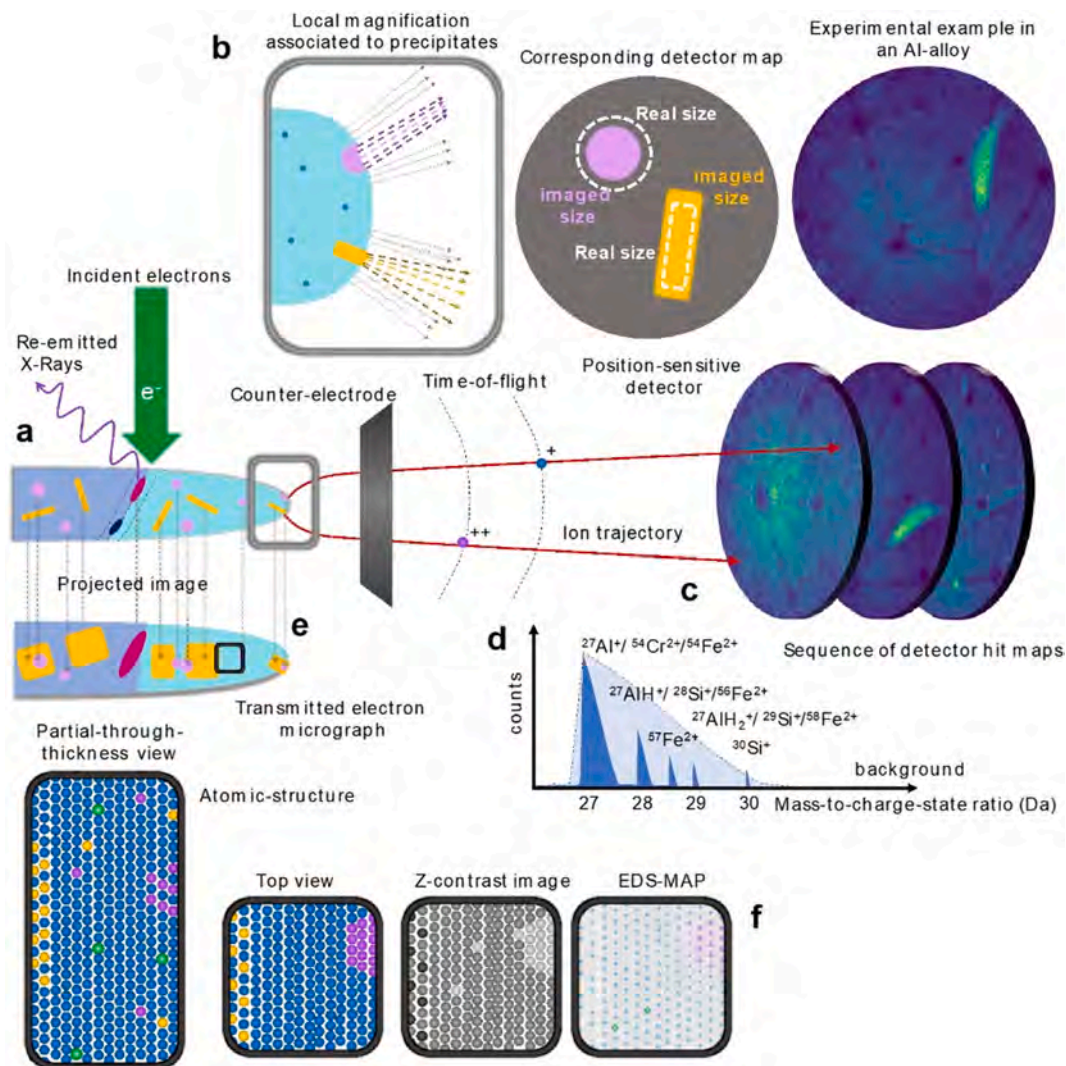 b
Local magnification
associated to precipitates
Corresponding detector map
Experimental example in
an Al-alloy
Real size
imaged
size
imaged
size
Real size
Incident electrons
Re-emitted
X-Rays
e⁻
a
Counter-electrode
Time-of-flight
Position-sensitive
detector
+
++
Ion trajectory
Projected image
c
e
d
Sequence of detector hit maps
²⁷Al⁺/ ⁵⁴Cr²⁺/⁵⁴Fe²⁺
²⁷AlH⁺/ ²⁸Si⁺/⁵⁶Fe²⁺
²⁷AlH₂⁺/ ²⁹Si⁺/⁵⁸Fe²⁺
⁵⁷Fe²⁺
³⁰Si⁺
counts
background
27 28 29 30
Mass-to-charge-state ratio (Da)
Transmitted electron
micrograph
Partial-through-
thickness view
Atomic-structure
Top view
Z-contrast image
EDS-MAP
f